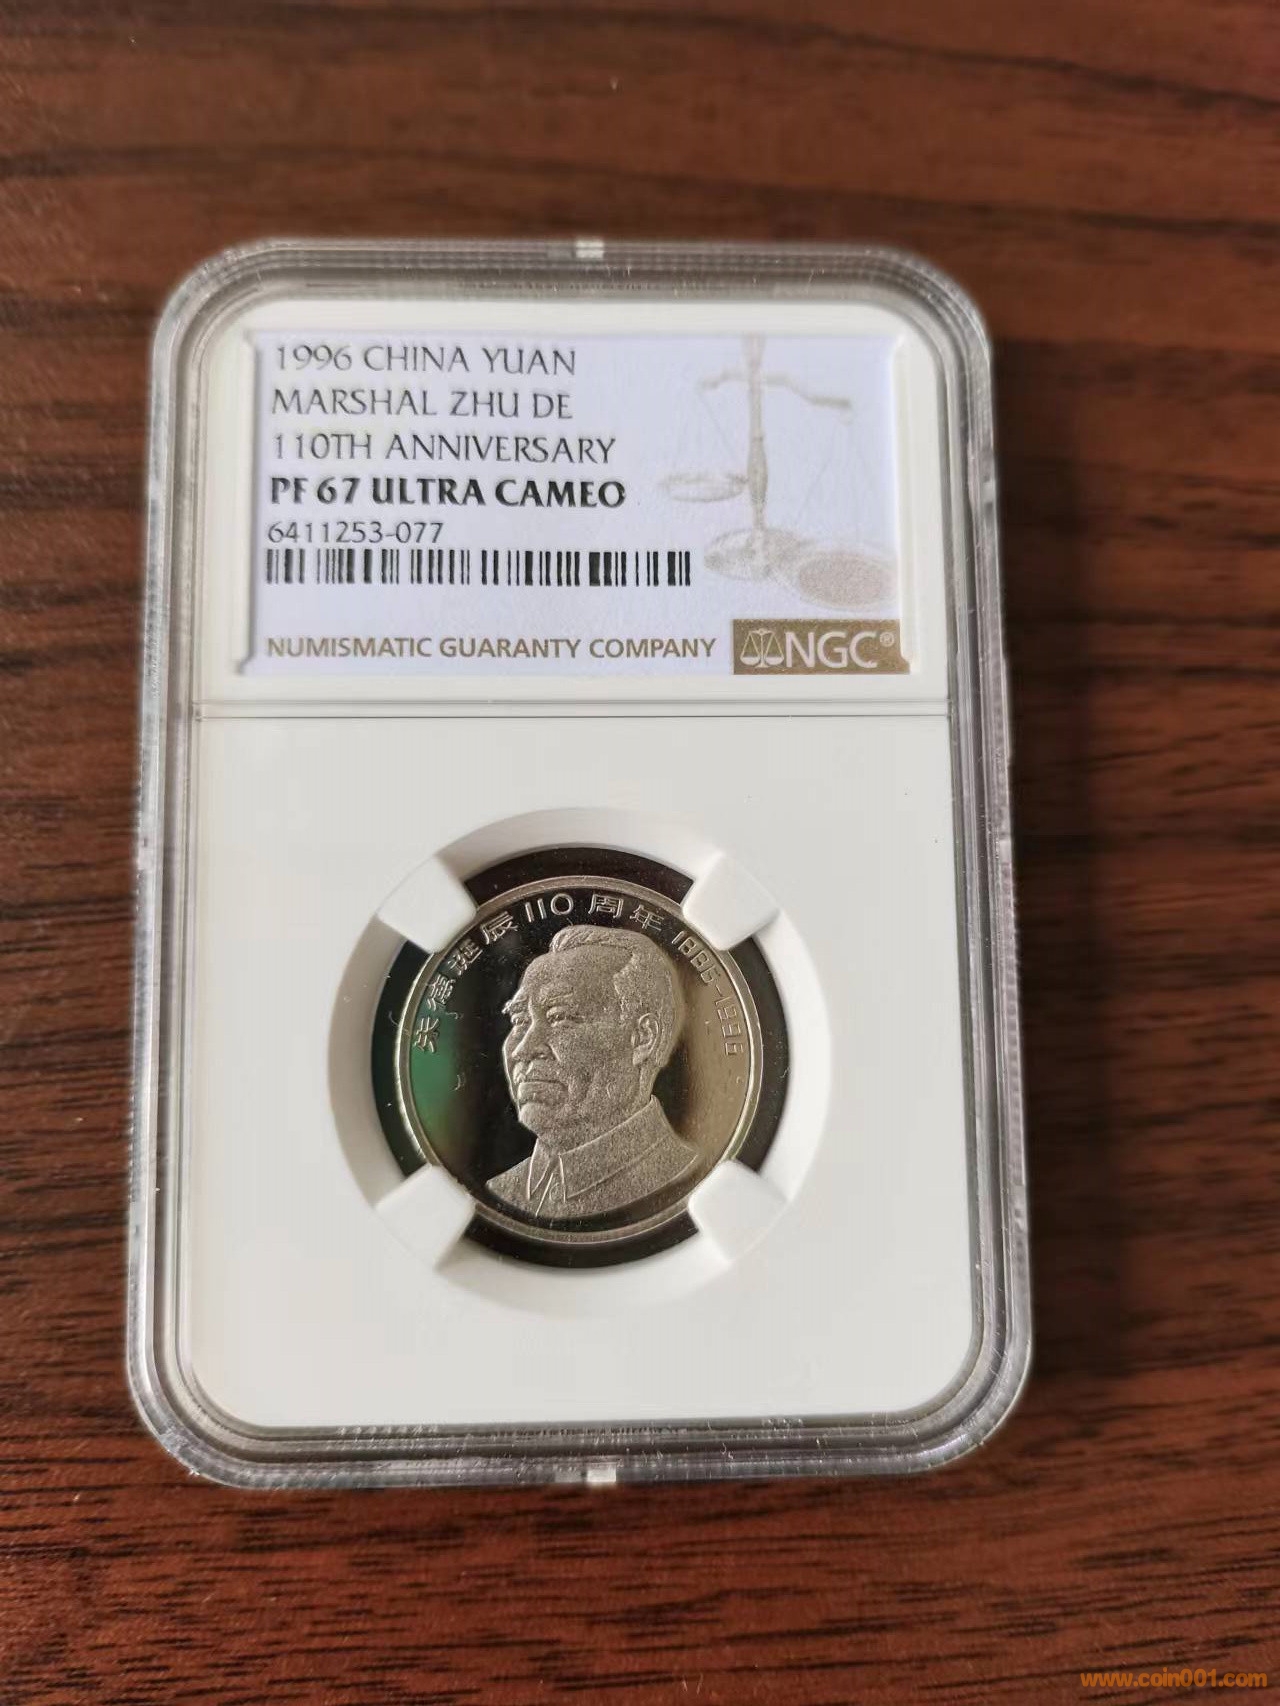 1996 CHINA YUAN
MARSHAL ZHU DE
110TH ANNIVERSARY
PF 67 ULTRA CAMEO
6411253-077
NUMISMATIC GUARANTY COMPANY
NGC®
朱德诞辰110周年 1886-1996
www.coin001.com